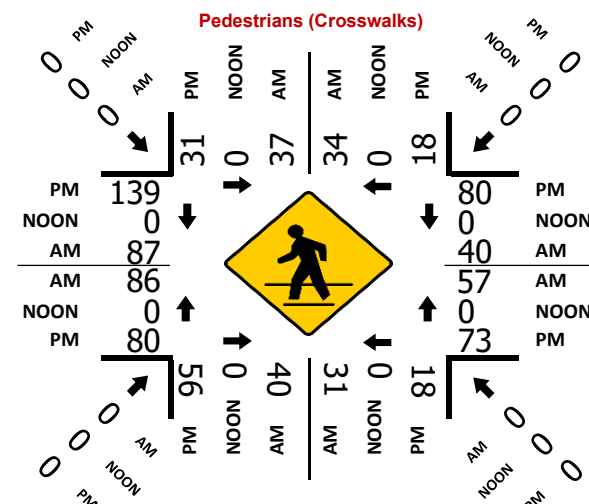 Pedestrians (Crosswalks)
0 PM
0 NOON
0 AM
PM NOON AM AM NOON PM
PM 0
NOON 0
AM 0
31 0 37 34 0 18
PM 139 80 PM
NOON 0 0 NOON
AM 87 40 AM
AM 86 57 AM
NOON 0 0 NOON
PM 80 73 PM
56 0 40 31 0 18
PM NOON AM AM NOON PM
0 AM
0 NOON
0 PM
AM 0
NOON 0
PM 0